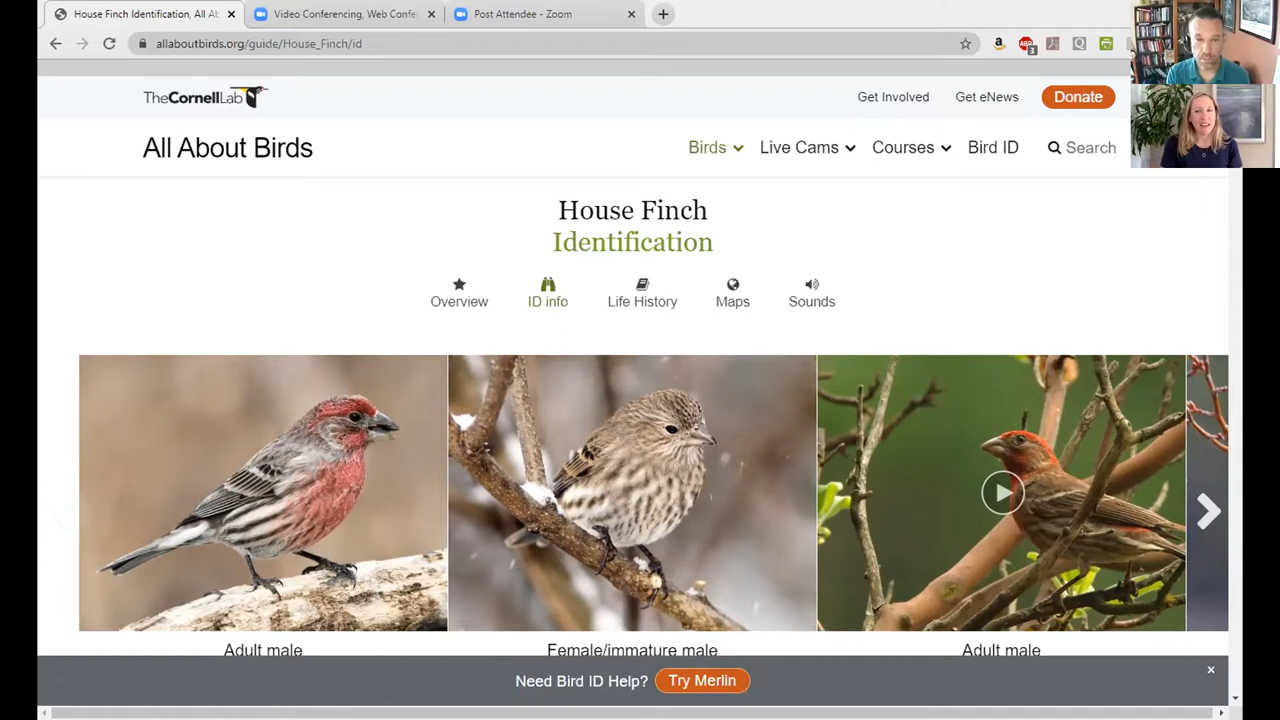 House Finch Identification, All Ab
Video Conferencing, Web Confe
Post Attendee - Zoom
allaboutbirds.org/guide/House_Finch/id
ABP
3
TheCornellLab
Get Involved
Get eNews
Donate
All About Birds
Birds
Live Cams
Courses
Bird ID
Search
House Finch
Identification
Overview
ID info
Life History
Maps
Sounds
Adult male
Female/immature male
Adult male
Need Bird ID Help?
Try Merlin